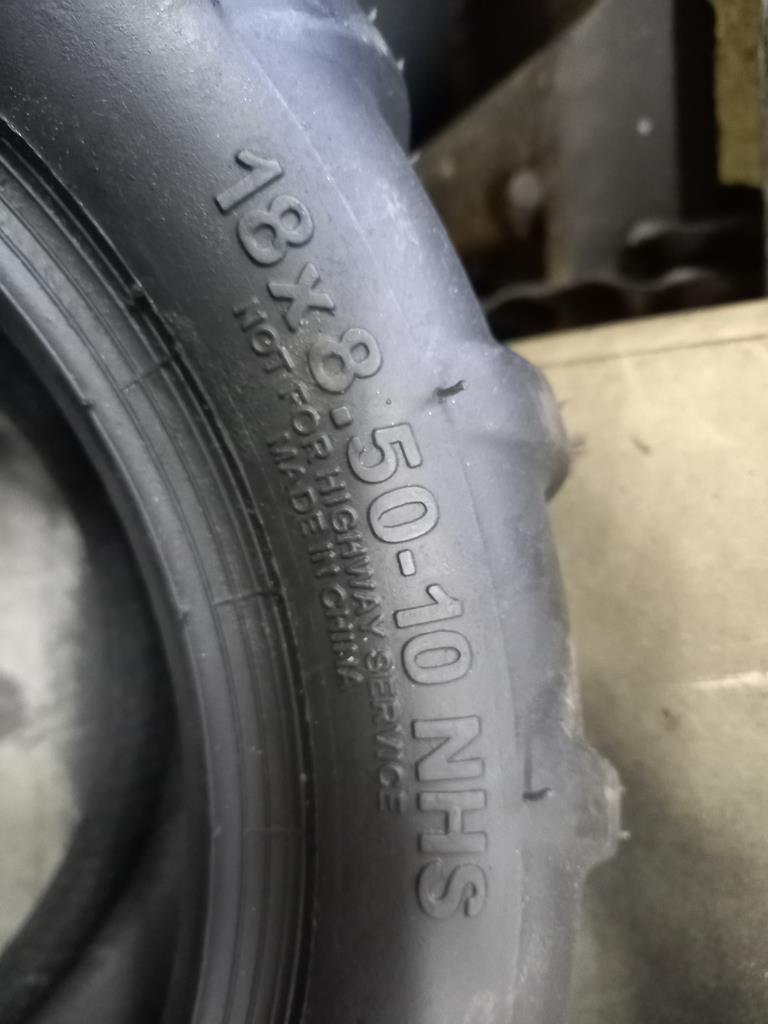 18x8.50-10 NHS
NOT FOR HIGHWAY SERVICE
MADE IN CHINA